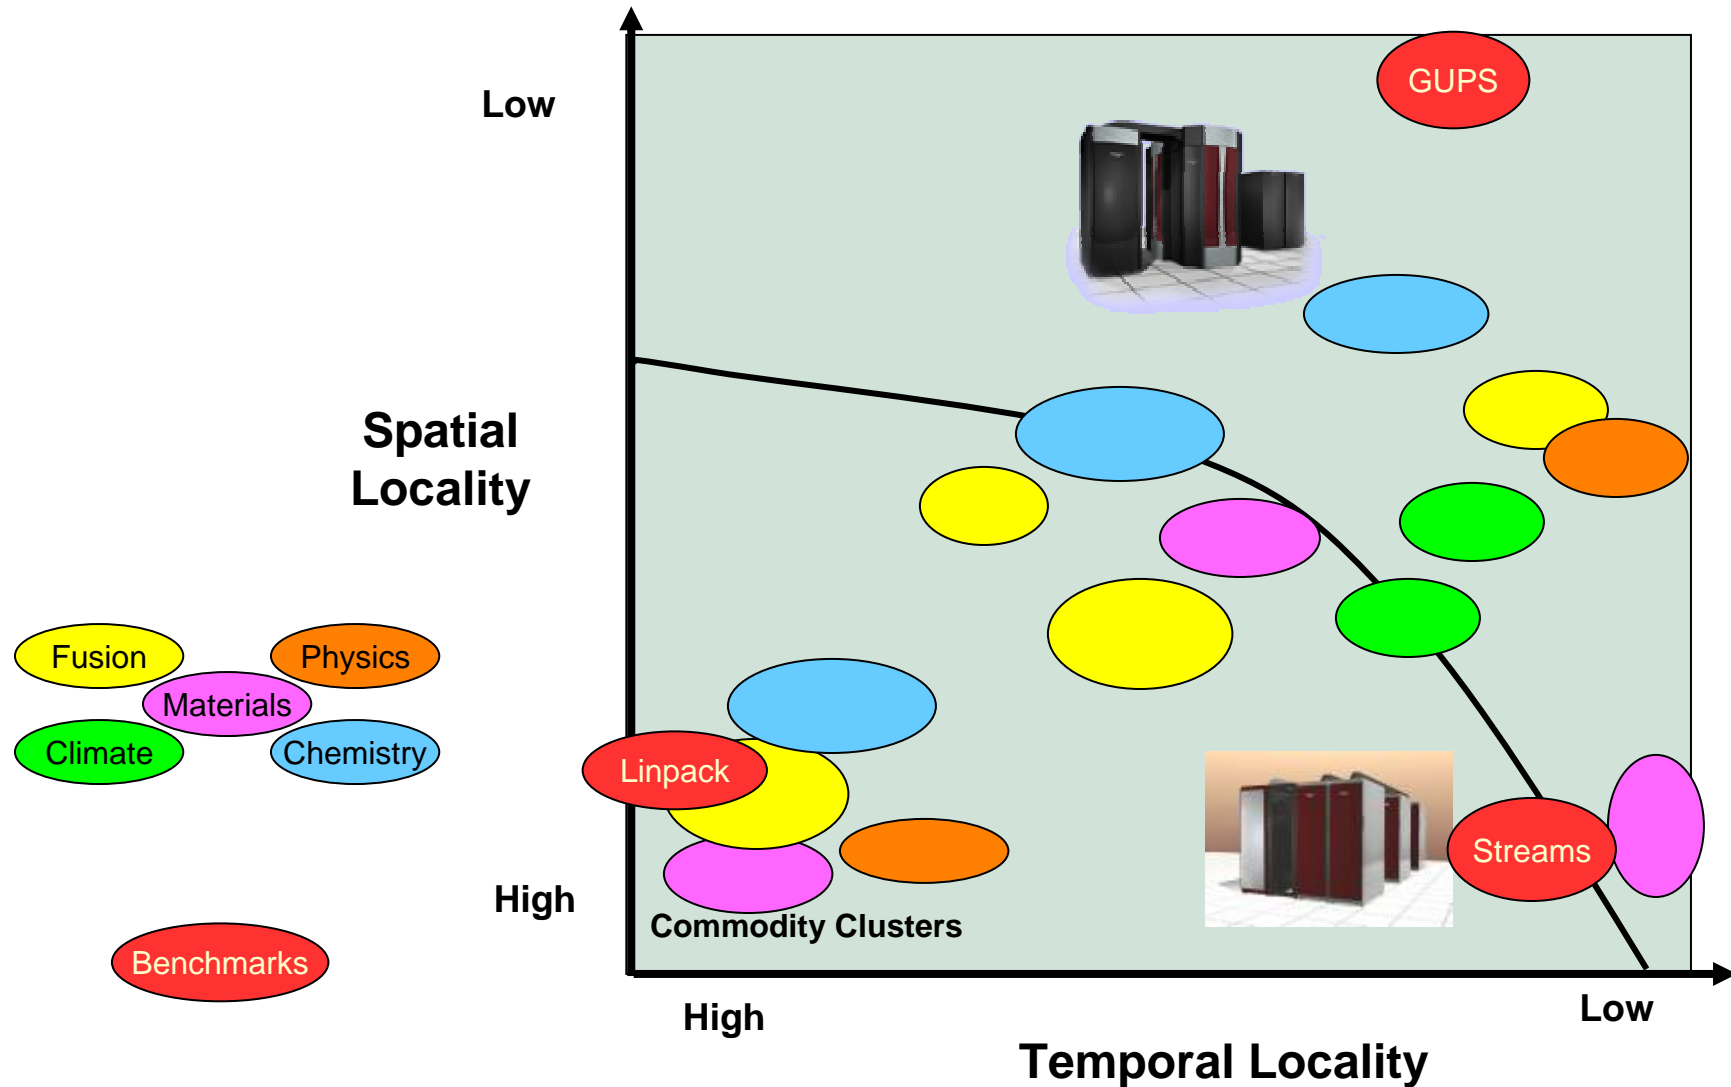 GUPS
Low
Spatial
Locality
Fusion
Physics
Materials
Climate
Chemistry
Linpack
Streams
High
Commodity Clusters
Benchmarks
High
Low
Temporal Locality